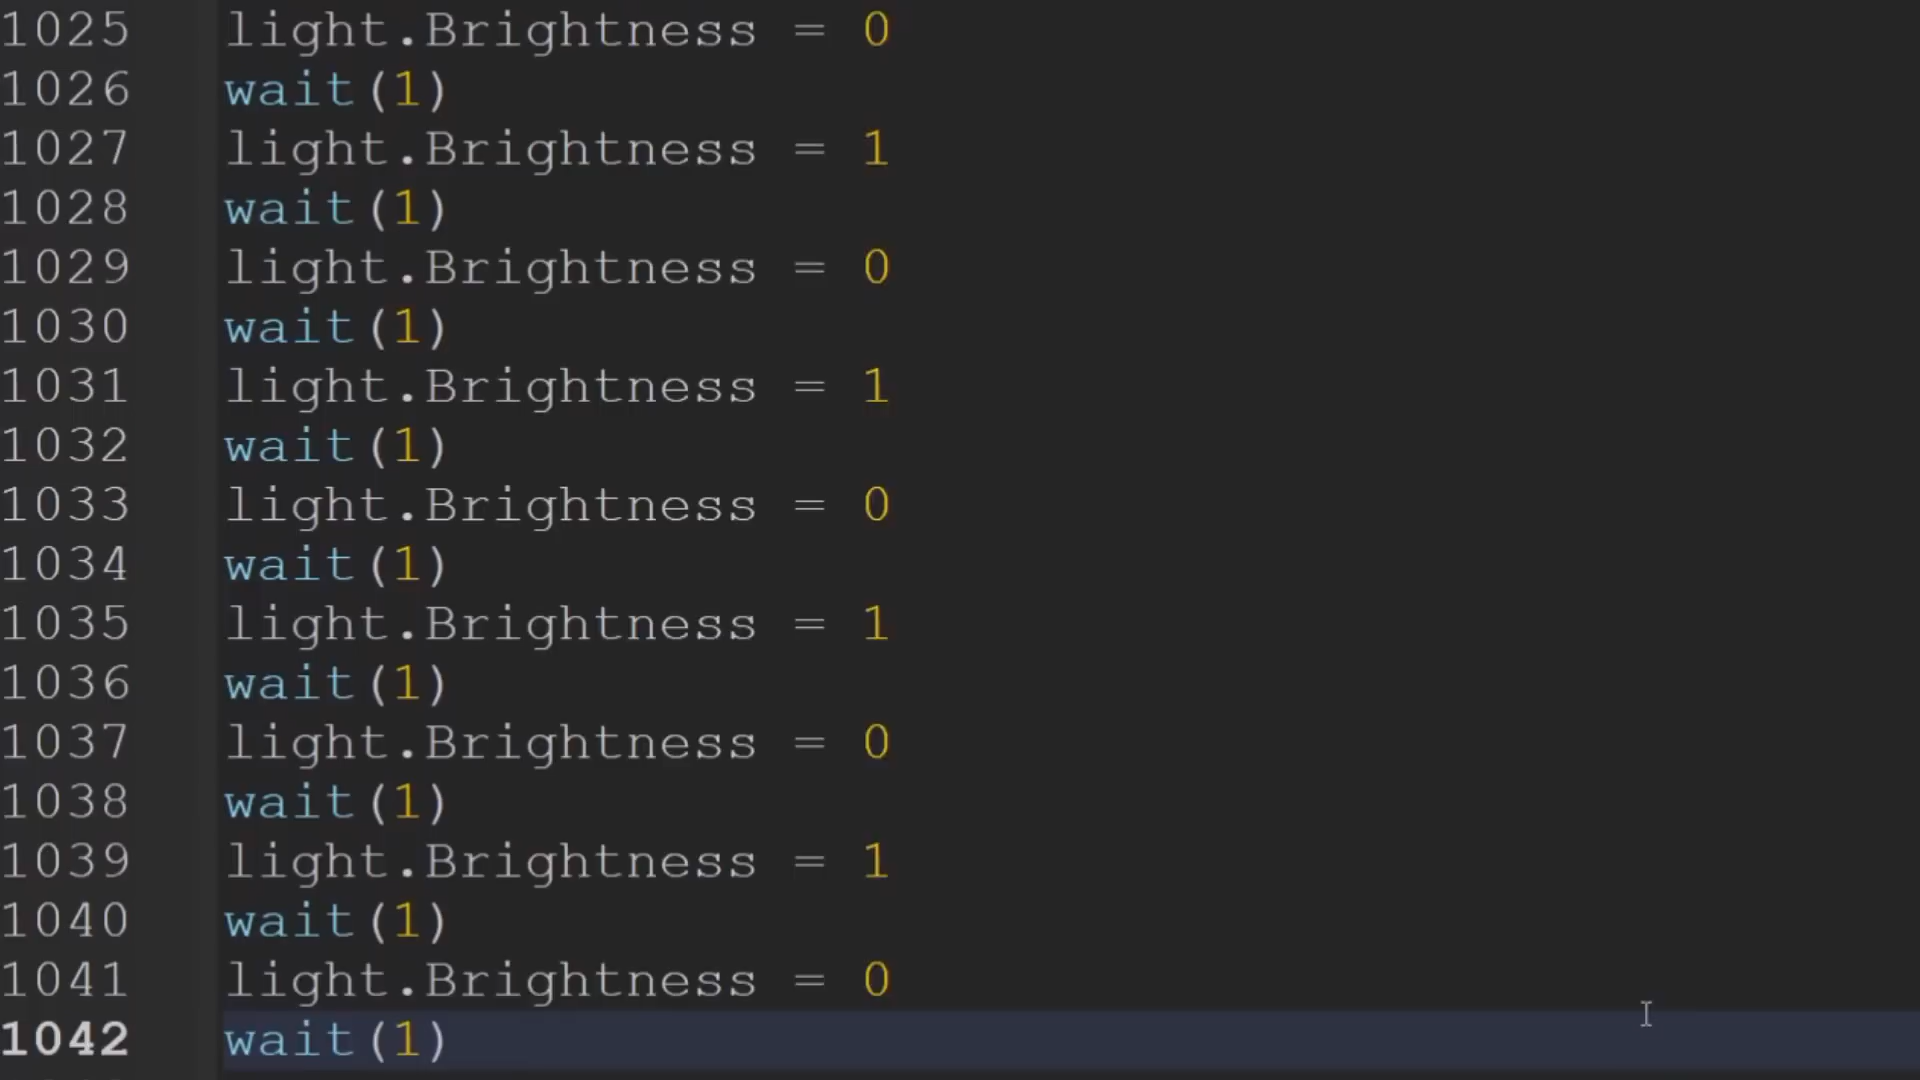 1025 light.Brightness = 0
1026 wait(1)
1027 light.Brightness = 1
1028 wait(1)
1029 light.Brightness = 0
1030 wait(1)
1031 light.Brightness = 1
1032 wait(1)
1033 light.Brightness = 0
1034 wait(1)
1035 light.Brightness = 1
1036 wait(1)
1037 light.Brightness = 0
1038 wait(1)
1039 light.Brightness = 1
1040 wait(1)
1041 light.Brightness = 0
1042 wait(1)